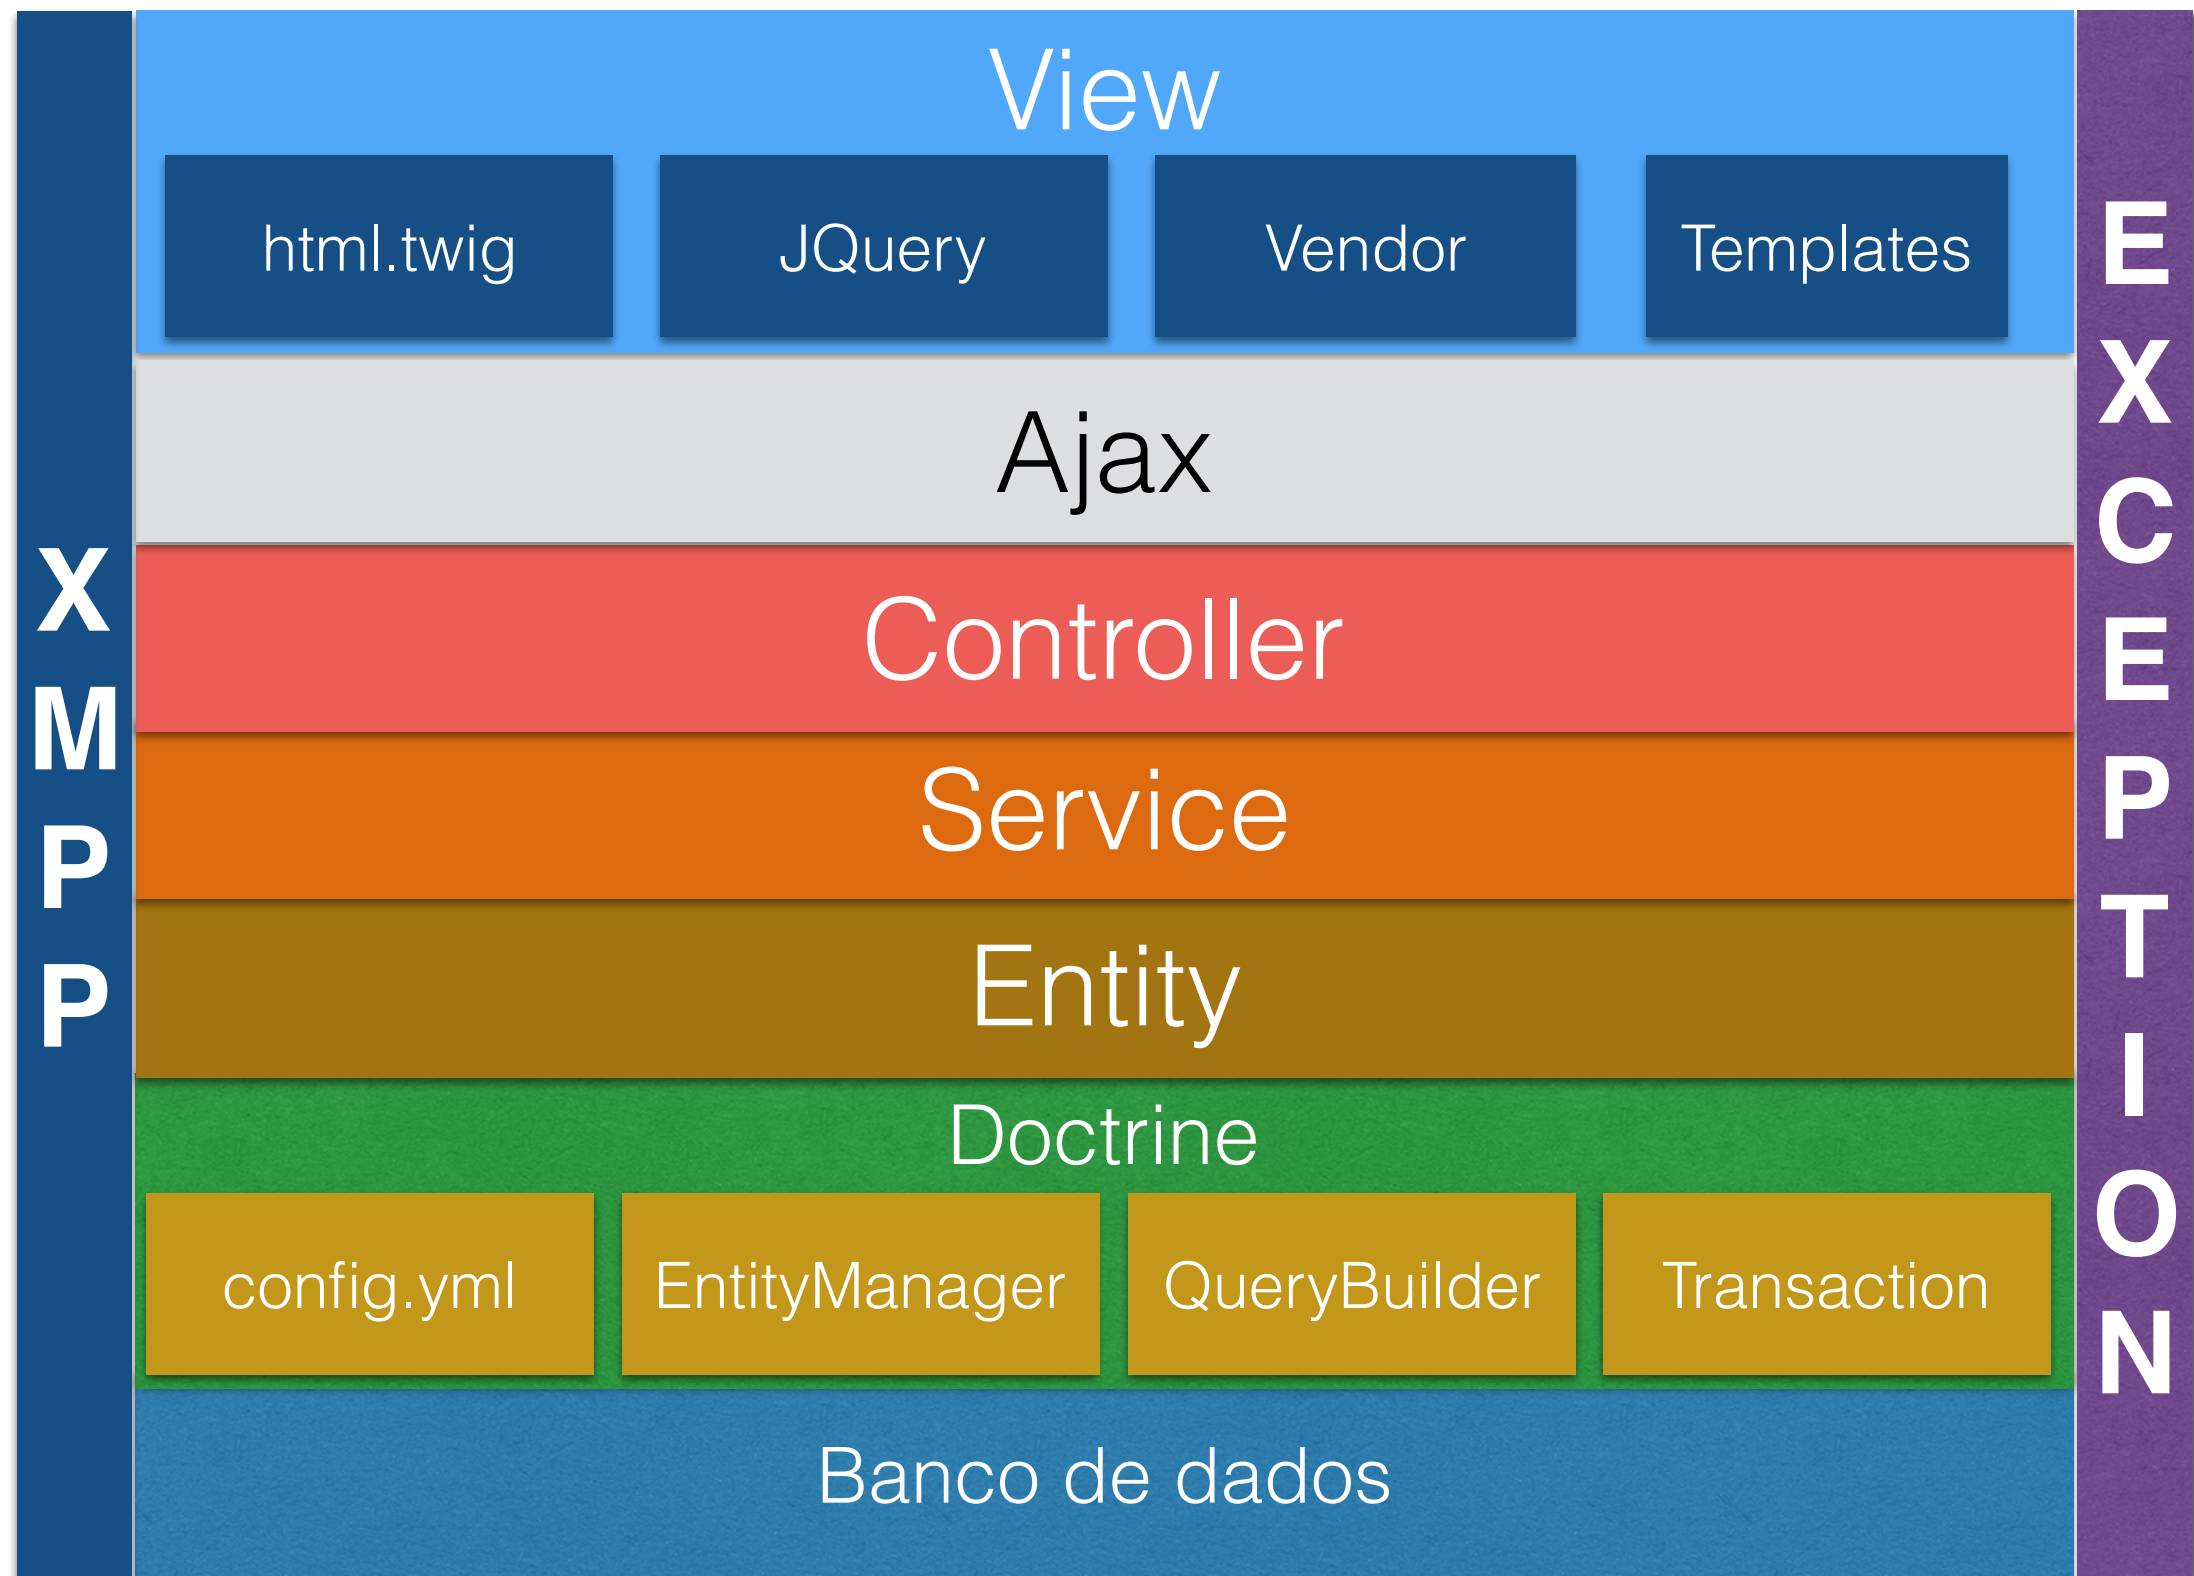 View
html.twig
JQuery
Vendor
Templates
Ajax
Controller
Service
Entity
Doctrine
config.yml
EntityManager
QueryBuilder
Transaction
Banco de dados
XMPP
EXCEPTION